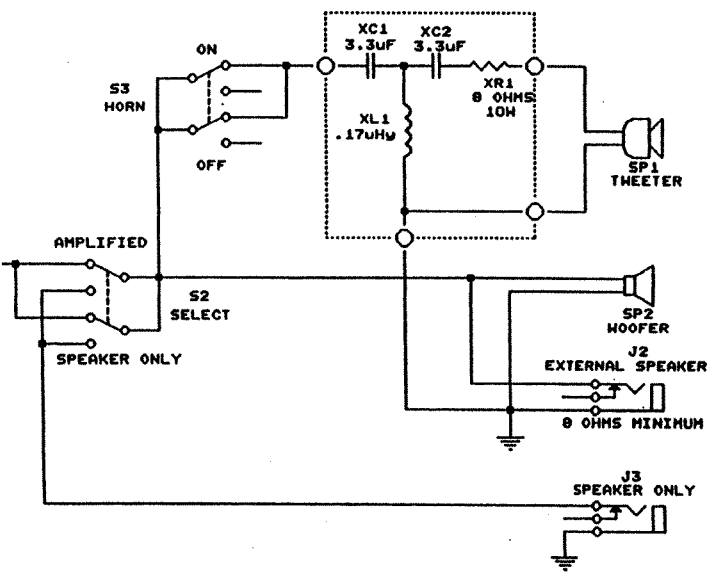 ON
S3
HORN
OFF
XC1
3.3uF
XC2
3.3uF
XL1
.17uHy
XR1
8 OHMS
10W
SP1
TWEETER
AMPLIFIED
S2
SELECT
SPEAKER ONLY
SP2
WOOFER
J2
EXTERNAL SPEAKER
8 OHMS MINIMUM
J3
SPEAKER ONLY